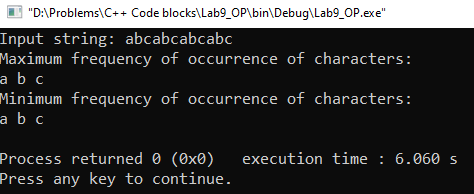 "D:\Problems\C++ Code blocks\Lab9_OP\bin\Debug\Lab9_OP.exe"
Input string: abcabcabcabc
Maximum frequency of occurrence of characters:
a b c
Minimum frequency of occurrence of characters:
a b c
Process returned 0 (0x0)   execution time : 6.060 s
Press any key to continue.